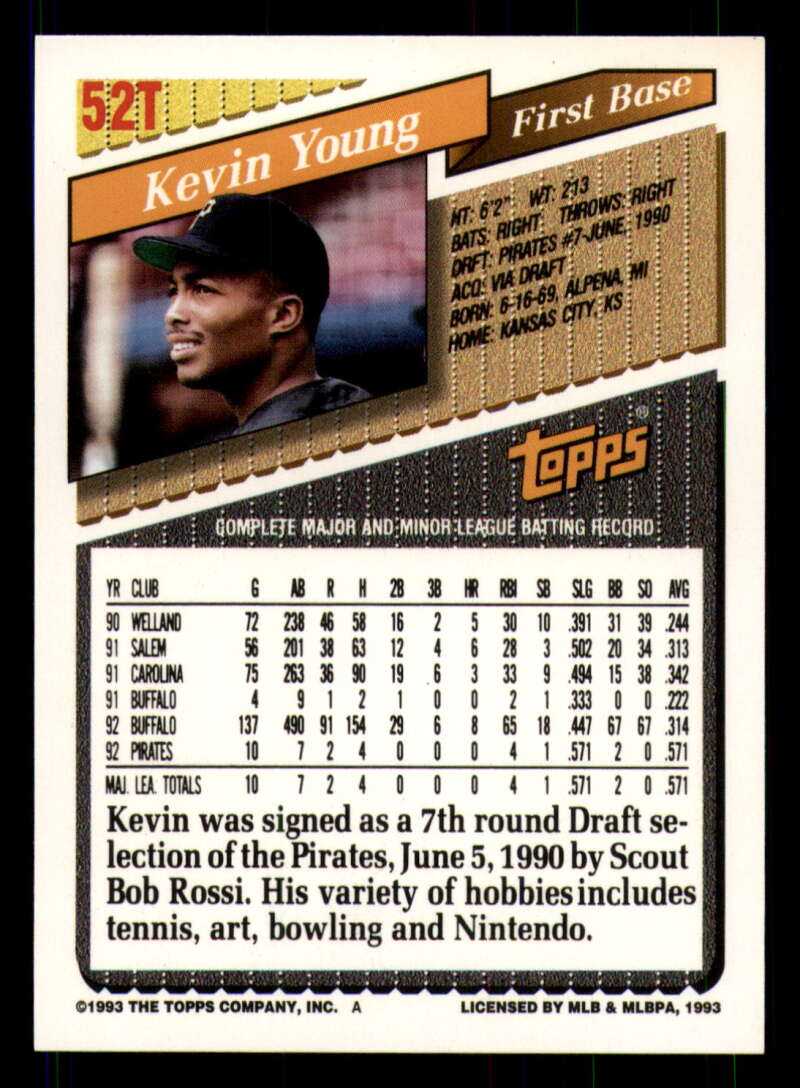 52T
Kevin Young
First Base
P
HT: 6'2" WT: 213
BATS: RIGHT THROWS: RIGHT
DRFT: PIRATES #7-JUNE, 1990
ACQ: VIA DRAFT
BORN: 6-16-69, ALPENA, MI
HOME: KANSAS CITY, KS
Topps®
COMPLETE MAJOR AND MINOR LEAGUE BATTING RECORD
YR CLUB G AB R H 2B 3B HR RBI SB SLG BB SO AVG
90 WELLAND 72 238 46 58 16 2 5 30 10 .391 31 39 .244
91 SALEM 56 201 38 63 12 4 6 28 3 .502 20 34 .313
91 CAROLINA 75 263 36 90 19 6 3 33 9 .494 15 38 .342
91 BUFFALO 4 9 1 2 1 0 0 2 1 .333 0 0 .222
92 BUFFALO 137 490 91 154 29 6 8 65 18 .447 67 67 .314
92 PIRATES 10 7 2 4 0 0 0 4 1 .571 2 0 .571
MAJ. LEA. TOTALS 10 7 2 4 0 0 0 4 1 .571 2 0 .571
Kevin was signed as a 7th round Draft se-
lection of the Pirates, June 5, 1990 by Scout
Bob Rossi. His variety of hobbies includes
tennis, art, bowling and Nintendo.
©1993 THE TOPPS COMPANY, INC. A
LICENSED BY MLB & MLBPA, 1993